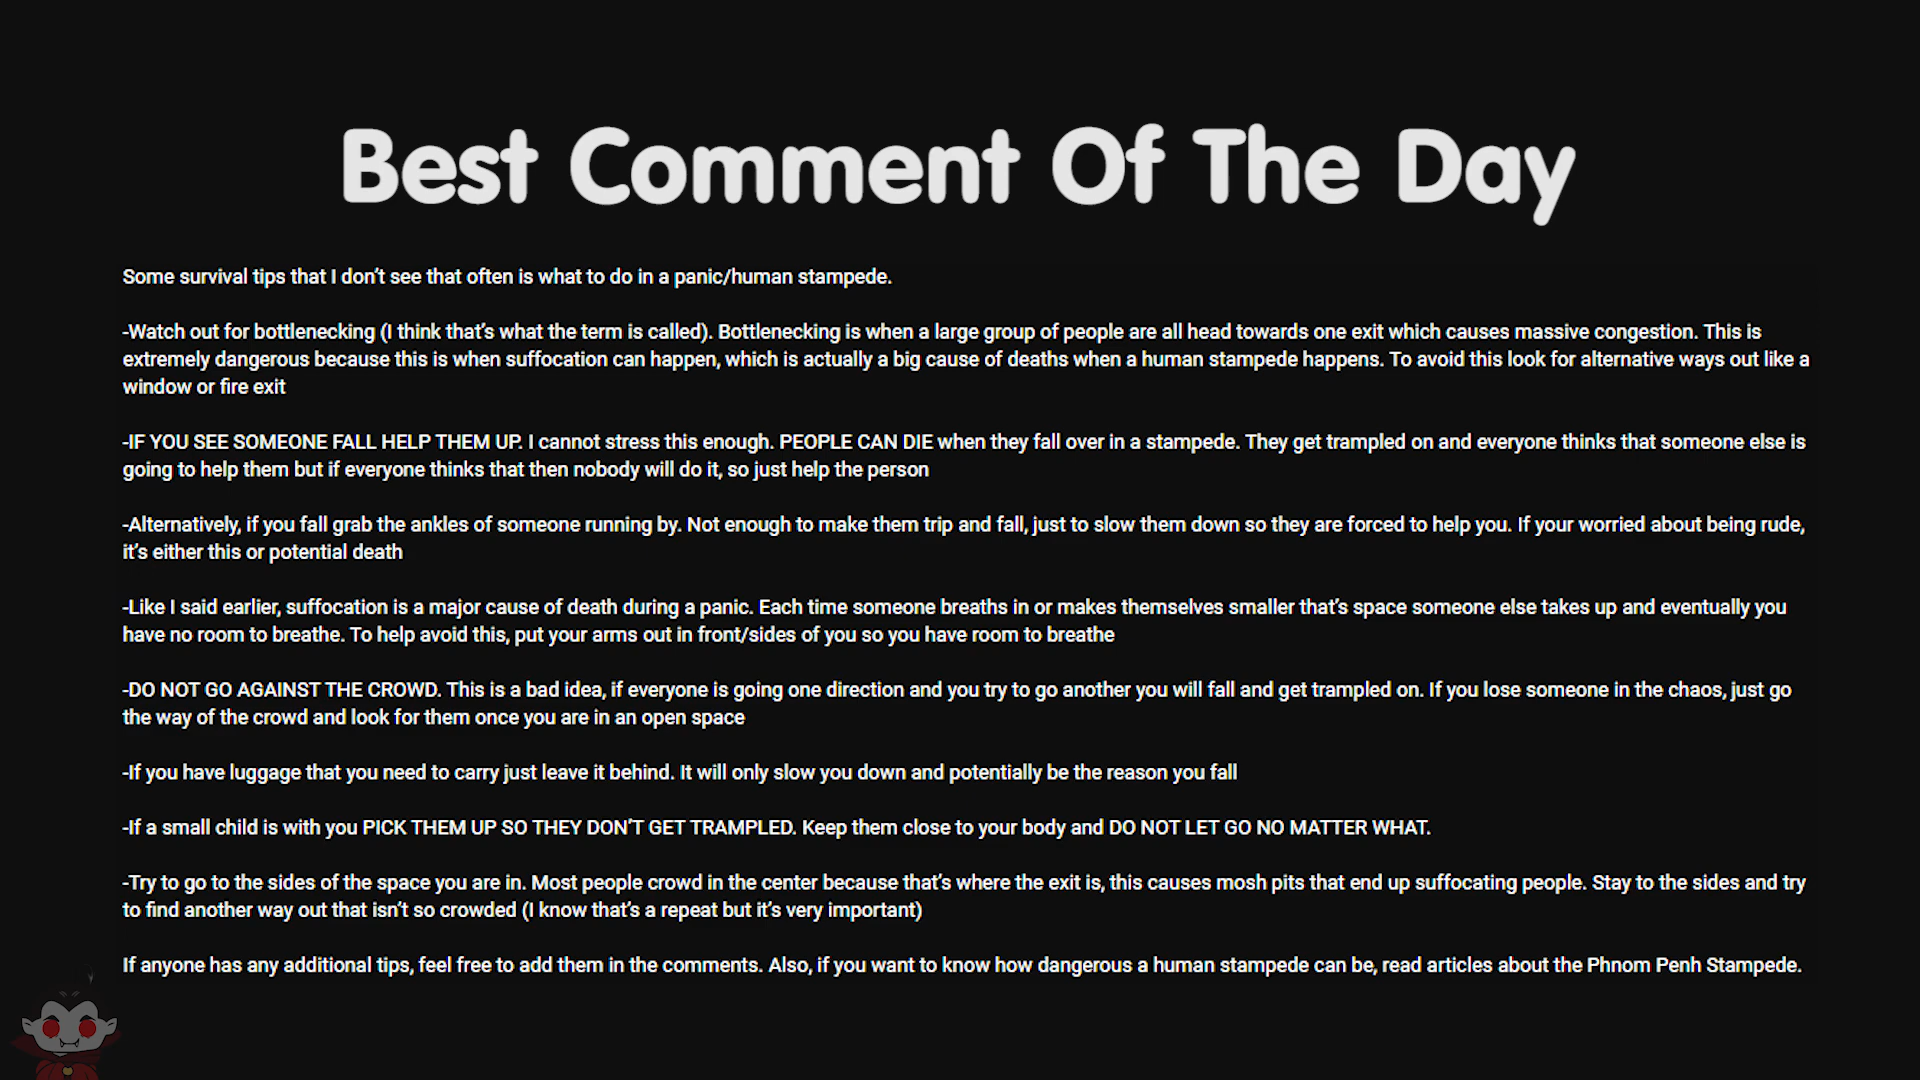 Best Comment Of The Day
Some survival tips that I don't see that often is what to do in a panic/human stampede.
-Watch out for bottlenecking (I think that's what the term is called). Bottlenecking is when a large group of people are all head towards one exit which causes massive congestion. This is
extremely dangerous because this is when suffocation can happen, which is actually a big cause of deaths when a human stampede happens. To avoid this look for alternative ways out like a
window or fire exit
-IF YOU SEE SOMEONE FALL HELP THEM UP. I cannot stress this enough. PEOPLE CAN DIE when they fall over in a stampede. They get trampled on and everyone thinks that someone else is
going to help them but if everyone thinks that then nobody will do it, so just help the person
-Alternatively, if you fall grab the ankles of someone running by. Not enough to make them trip and fall, just to slow them down so they are forced to help you. If your worried about being rude,
it's either this or potential death
-Like I said earlier, suffocation is a major cause of death during a panic. Each time someone breaths in or makes themselves smaller that's space someone else takes up and eventually you
have no room to breathe. To help avoid this, put your arms out in front/sides of you so you have room to breathe
-DO NOT GO AGAINST THE CROWD. This is a bad idea, if everyone is going one direction and you try to go another you will fall and get trampled on. If you lose someone in the chaos, just go
the way of the crowd and look for them once you are in an open space
-If you have luggage that you need to carry just leave it behind. It will only slow you down and potentially be the reason you fall
-If a small child is with you PICK THEM UP SO THEY DON'T GET TRAMPLED. Keep them close to your body and DO NOT LET GO NO MATTER WHAT.
-Try to go to the sides of the space you are in. Most people crowd in the center because that's where the exit is, this causes mosh pits that end up suffocating people. Stay to the sides and try
to find another way out that isn't so crowded (I know that's a repeat but it's very important)
If anyone has any additional tips, feel free to add them in the comments. Also, if you want to know how dangerous a human stampede can be, read articles about the Phnom Penh Stampede.